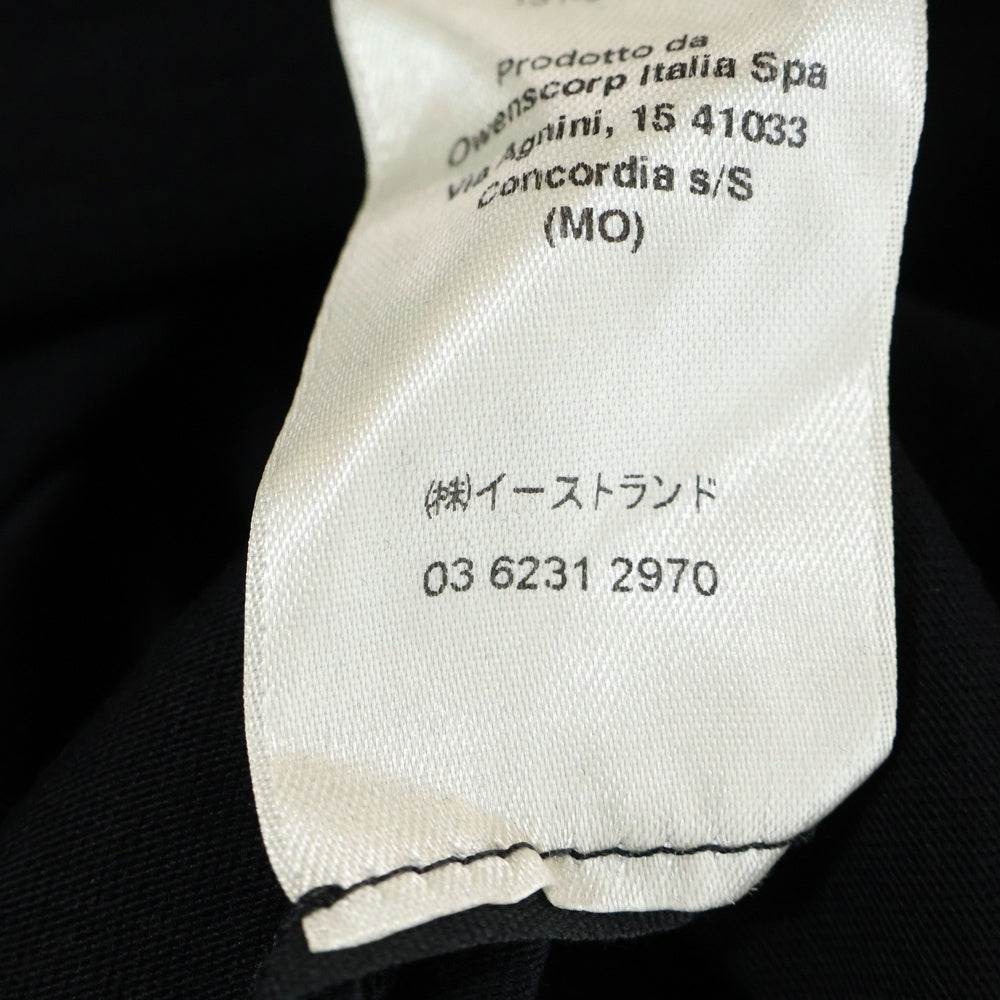 Prodotto da
Owenscorp Italia Spa
Via Agnini, 15 41033
Concordia s/S
(MO)
(株)イーストランド
03 6231 2970